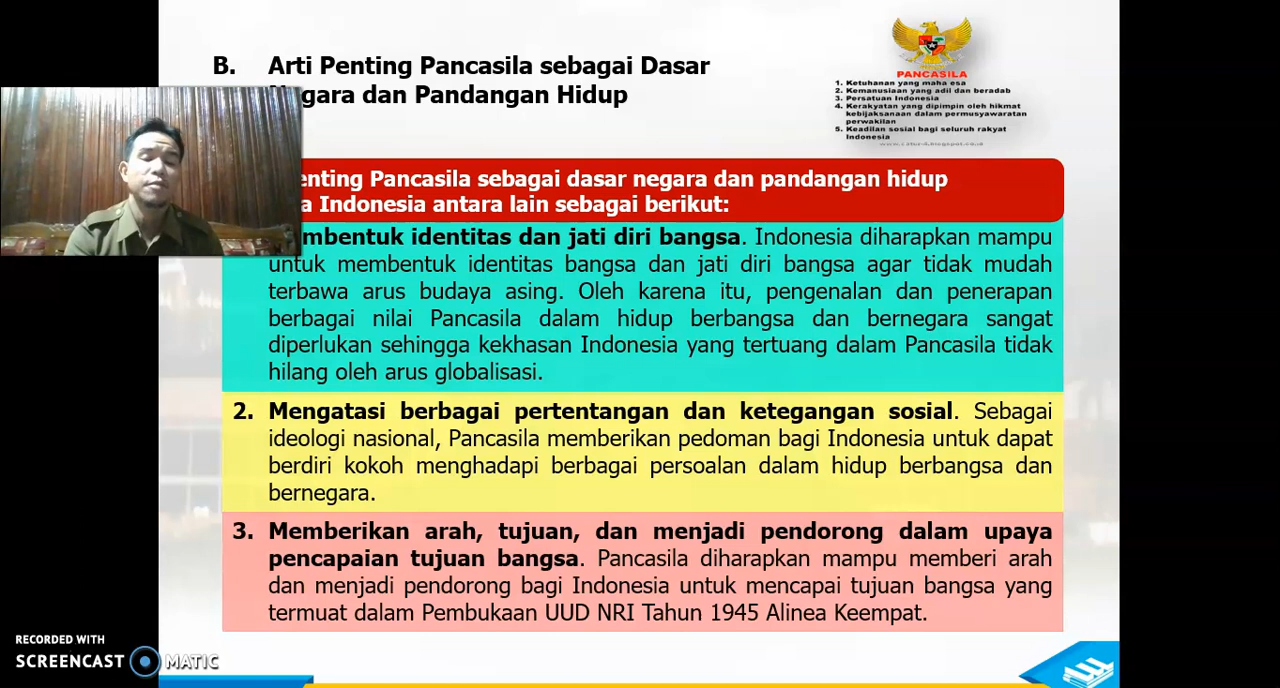 B. Arti Penting Pancasila sebagai Dasar
Negara dan Pandangan Hidup
PANCASILA
1. Ketuhanan yang maha esa
2. Kemanusiaan yang adil dan beradab
3. Persatuan Indonesia
4. Kerakyatan yang dipimpin oleh hikmat
kebijaksanaan dalam permusyawaratan
perwakilan
5. Keadilan sosial bagi seluruh rakyat
Indonesia
Penting Pancasila sebagai dasar negara dan pandangan hidup
Indonesia antara lain sebagai berikut:
identitas dan jati diri bangsa. Indonesia diharapkan mampu
untuk membentuk identitas bangsa dan jati diri bangsa agar tidak mudah
terbawa arus budaya asing. Oleh karena itu, pengenalan dan penerapan
berbagai nilai Pancasila dalam hidup berbangsa dan bernegara sangat
diperlukan sehingga kekhasan Indonesia yang tertuang dalam Pancasila tidak
hilang oleh arus globalisasi.
2. Mengatasi berbagai pertentangan dan ketegangan sosial. Sebagai
ideologi nasional, Pancasila memberikan pedoman bagi Indonesia untuk dapat
berdiri kokoh menghadapi berbagai persoalan dalam hidup berbangsa dan
bernegara.
3. Memberikan arah, tujuan, dan menjadi pendorong dalam upaya
pencapaian tujuan bangsa. Pancasila diharapkan mampu memberi arah
dan menjadi pendorong bagi Indonesia untuk mencapai tujuan bangsa yang
termuat dalam Pembukaan UUD NRI Tahun 1945 Alinea Keempat.
RECORDED WITH
SCREENCAST MATIC